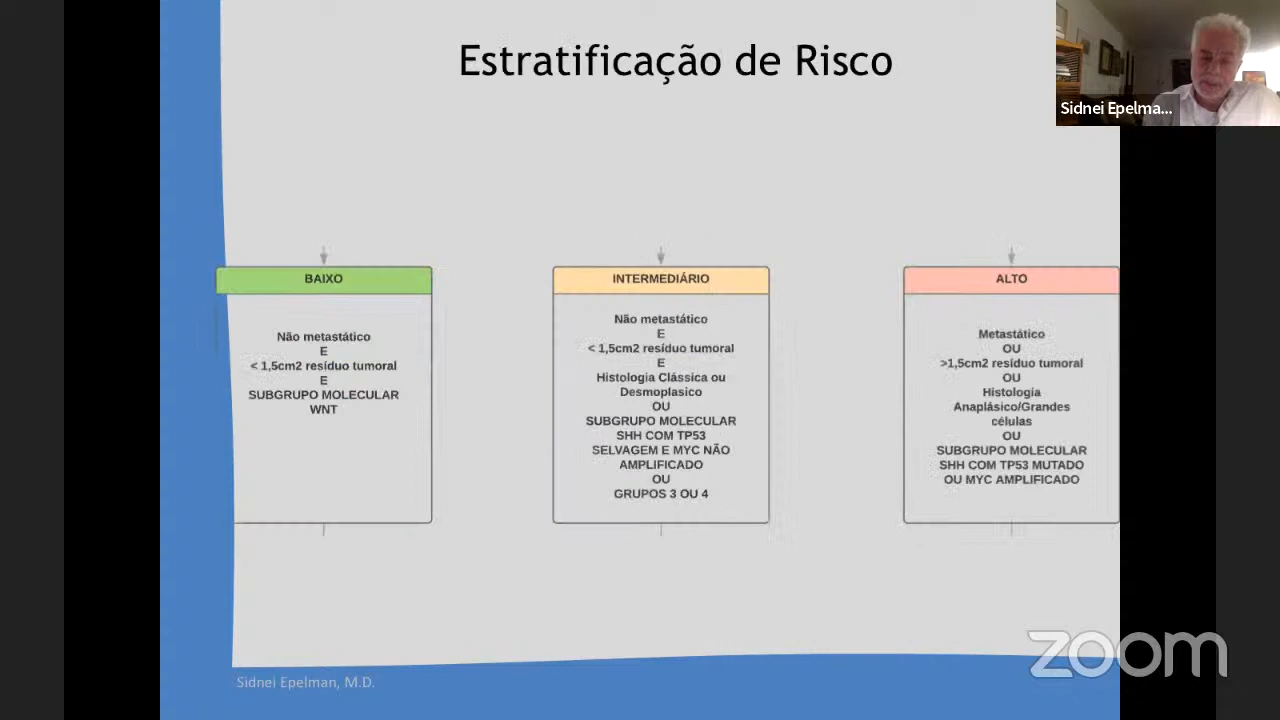 Estratificação de Risco
Sidnei Epelma...
BAIXO
Não metastático
E
< 1,5cm2 resíduo tumoral
E
SUBGRUPO MOLECULAR
WNT
INTERMEDIÁRIO
Não metastático
E
< 1,5cm2 resíduo tumoral
E
Histologia Clássica ou
Desmoplasico
OU
SUBGRUPO MOLECULAR
SHH COM TP53
SELVAGEM E MYC NÃO
AMPLIFICADO
OU
GRUPOS 3 OU 4
ALTO
Metastático
OU
>1,5cm2 resíduo tumoral
OU
Histologia
Anaplásico/Grandes
células
OU
SUBGRUPO MOLECULAR
SHH COM TP53 MUTADO
OU MYC AMPLIFICADO
zoom
Sidnei Epelman, M.D.